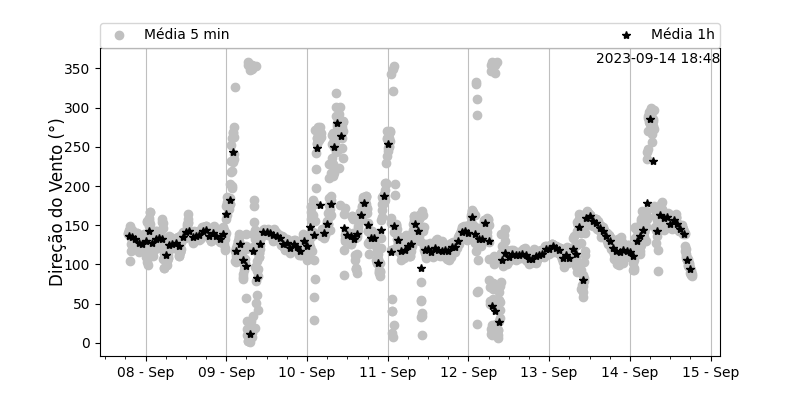 Média 5 min
Média 1h
2023-09-14 18:48
Direção do Vento (°)
350
300
250
200
150
100
50
0
08 - Sep
09 - Sep
10 - Sep
11 - Sep
12 - Sep
13 - Sep
14 - Sep
15 - Sep